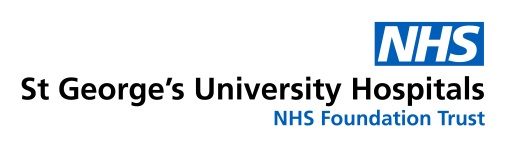 NHS
St George’s University Hospitals
NHS Foundation Trust